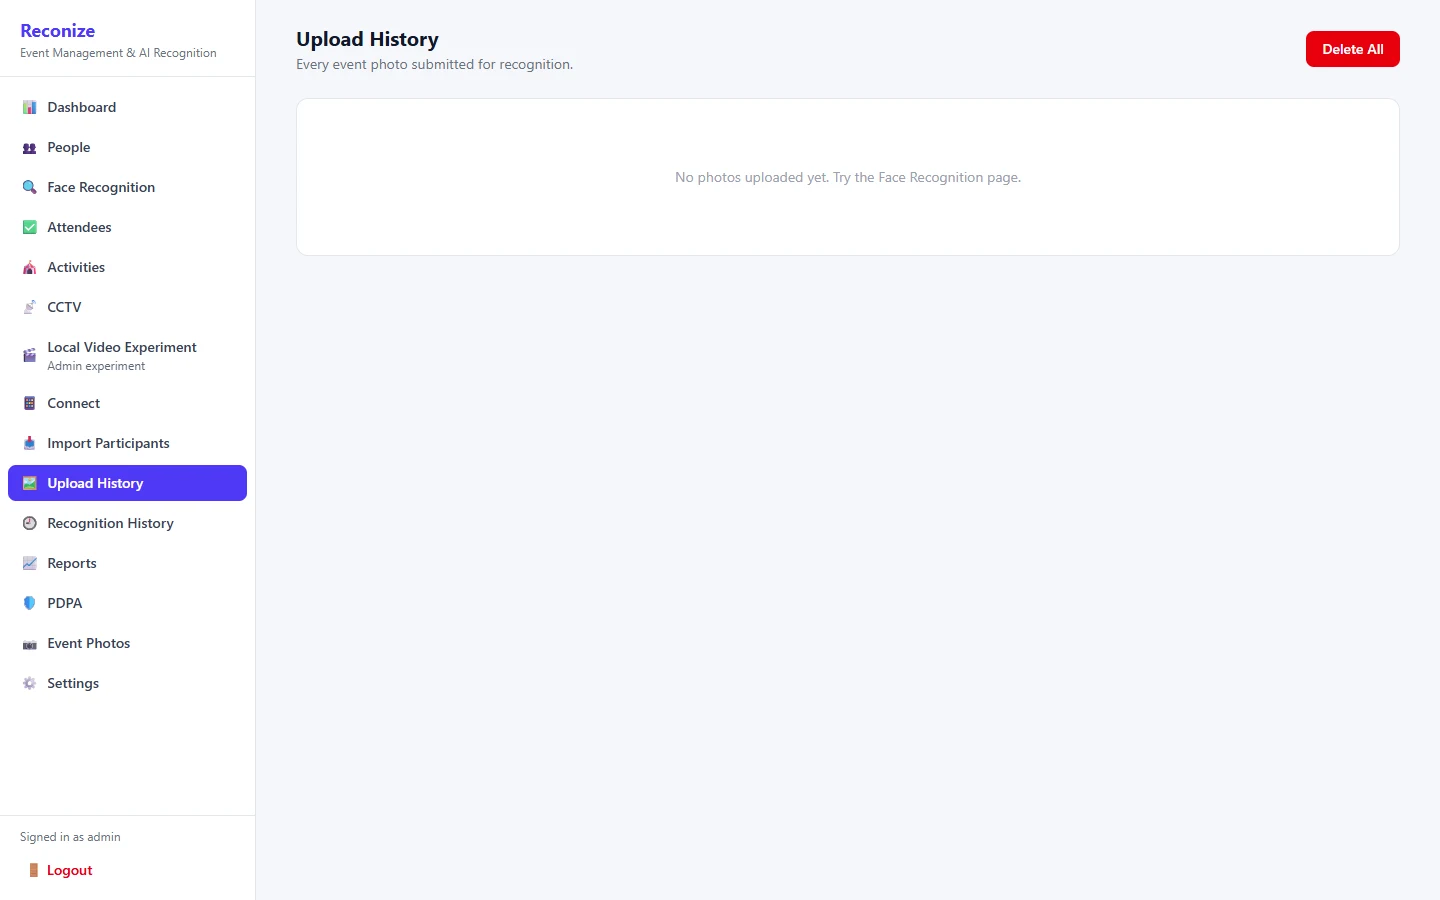 Reconize
Event Management & AI Recognition
Dashboard
People
Face Recognition
Attendees
Activities
CCTV
Local Video Experiment
Admin experiment
Connect
Import Participants
Upload History
Recognition History
Reports
PDPA
Event Photos
Settings
Signed in as admin
Logout
Upload History
Every event photo submitted for recognition.
Delete All
No photos uploaded yet. Try the Face Recognition page.